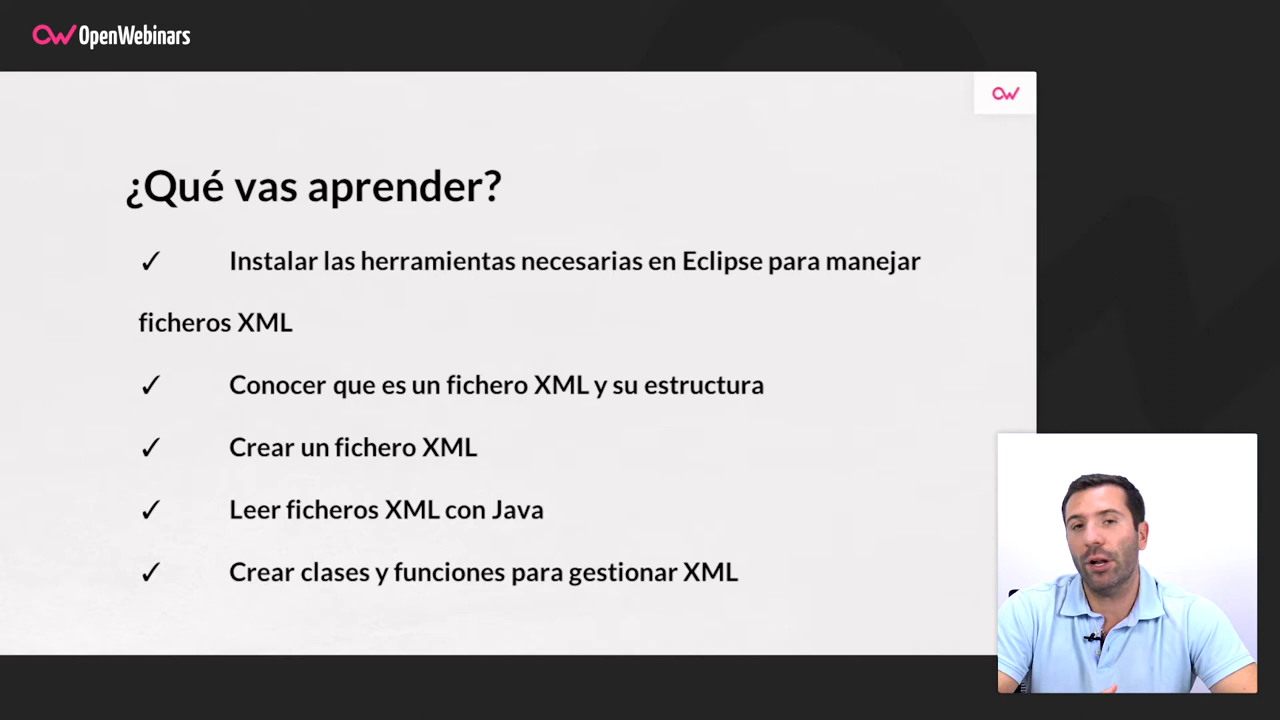 OpenWebinars
¿Qué vas aprender?
✓ Instalar las herramientas necesarias en Eclipse para manejar
ficheros XML
✓ Conocer que es un fichero XML y su estructura
✓ Crear un fichero XML
✓ Leer ficheros XML con Java
✓ Crear clases y funciones para gestionar XML